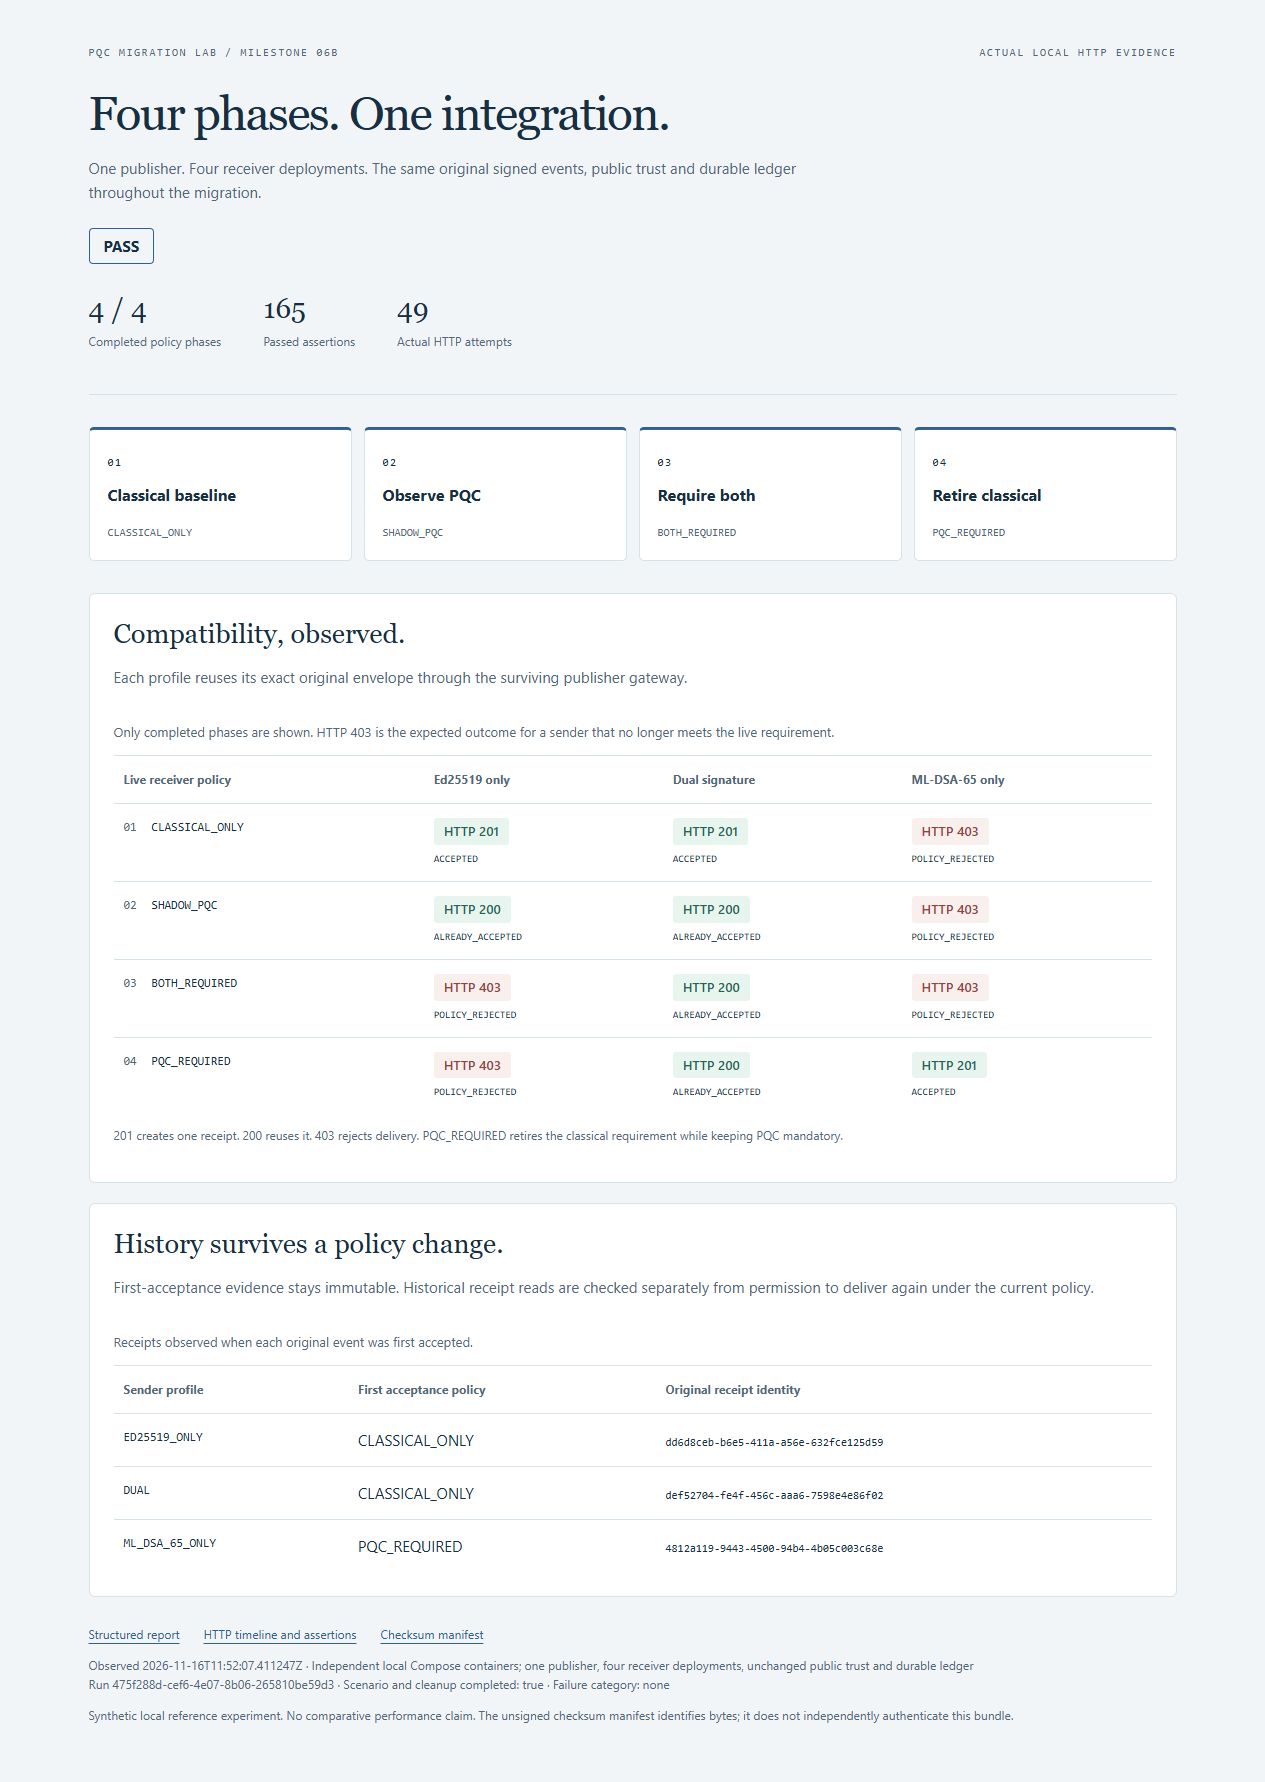 PQC MIGRATION LAB / MILESTONE 06B
ACTUAL LOCAL HTTP EVIDENCE
Four phases. One integration.
One publisher. Four receiver deployments. The same original signed events, public trust and durable ledger
throughout the migration.
PASS
4 / 4 165 49
Completed policy phases Passed assertions Actual HTTP attempts
01 02 03 04
Classical baseline Observe PQC Require both Retire classical
CLASSICAL_ONLY SHADOW_PQC BOTH_REQUIRED PQC_REQUIRED
Compatibility, observed.
Each profile reuses its exact original envelope through the surviving publisher gateway.
Only completed phases are shown. HTTP 403 is the expected outcome for a sender that no longer meets the live requirement.
Live receiver policy Ed25519 only Dual signature ML-DSA-65 only
01 CLASSICAL_ONLY HTTP 201 HTTP 201 HTTP 403
ACCEPTED ACCEPTED POLICY_REJECTED
02 SHADOW_PQC HTTP 200 HTTP 200 HTTP 403
ALREADY_ACCEPTED ALREADY_ACCEPTED POLICY_REJECTED
03 BOTH_REQUIRED HTTP 403 HTTP 200 HTTP 403
POLICY_REJECTED ALREADY_ACCEPTED POLICY_REJECTED
04 PQC_REQUIRED HTTP 403 HTTP 200 HTTP 201
POLICY_REJECTED ALREADY_ACCEPTED ACCEPTED
201 creates one receipt. 200 reuses it. 403 rejects delivery. PQC_REQUIRED retires the classical requirement while keeping PQC mandatory.
History survives a policy change.
First-acceptance evidence stays immutable. Historical receipt reads are checked separately from permission to deliver again under the current policy.
Receipts observed when each original event was first accepted.
Sender profile First acceptance policy Original receipt identity
ED25519_ONLY CLASSICAL_ONLY dd6d8ceb-b6e5-411a-a56e-632fce125d59
DUAL CLASSICAL_ONLY def52704-fe4f-456c-aaa6-7598e4e86f02
ML_DSA_65_ONLY PQC_REQUIRED 4812a119-9443-4500-94b4-4b05c003c68e
Structured report HTTP timeline and assertions Checksum manifest
Observed 2026-11-16T11:52:07.411247Z · Independent local Compose containers; one publisher, four receiver deployments, unchanged public trust and durable ledger
Run 475f288d-cef6-4e07-8b06-265810be59d3 · Scenario and cleanup completed: true · Failure category: none
Synthetic local reference experiment. No comparative performance claim. The unsigned checksum manifest identifies bytes; it does not independently authenticate this bundle.